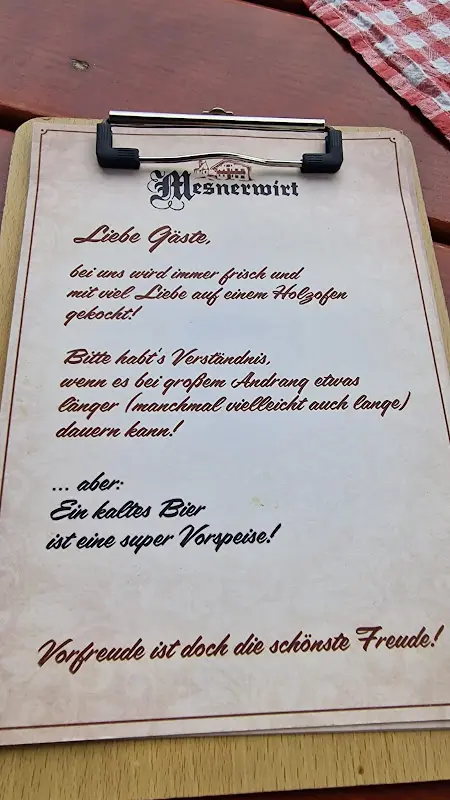 Mesnerwirt
Liebe Gäste,
bei uns wird immer frisch und
mit viel Liebe auf einem Holzofen
gekocht!
Bitte habt's Verständnis,
wenn es bei großem Andrang etwas
länger (manchmal vielleicht auch lange)
dauern kann!
... aber:
Ein kaltes Bier
ist eine super Vorspeise!
Vorfreude ist doch die schönste Freude!